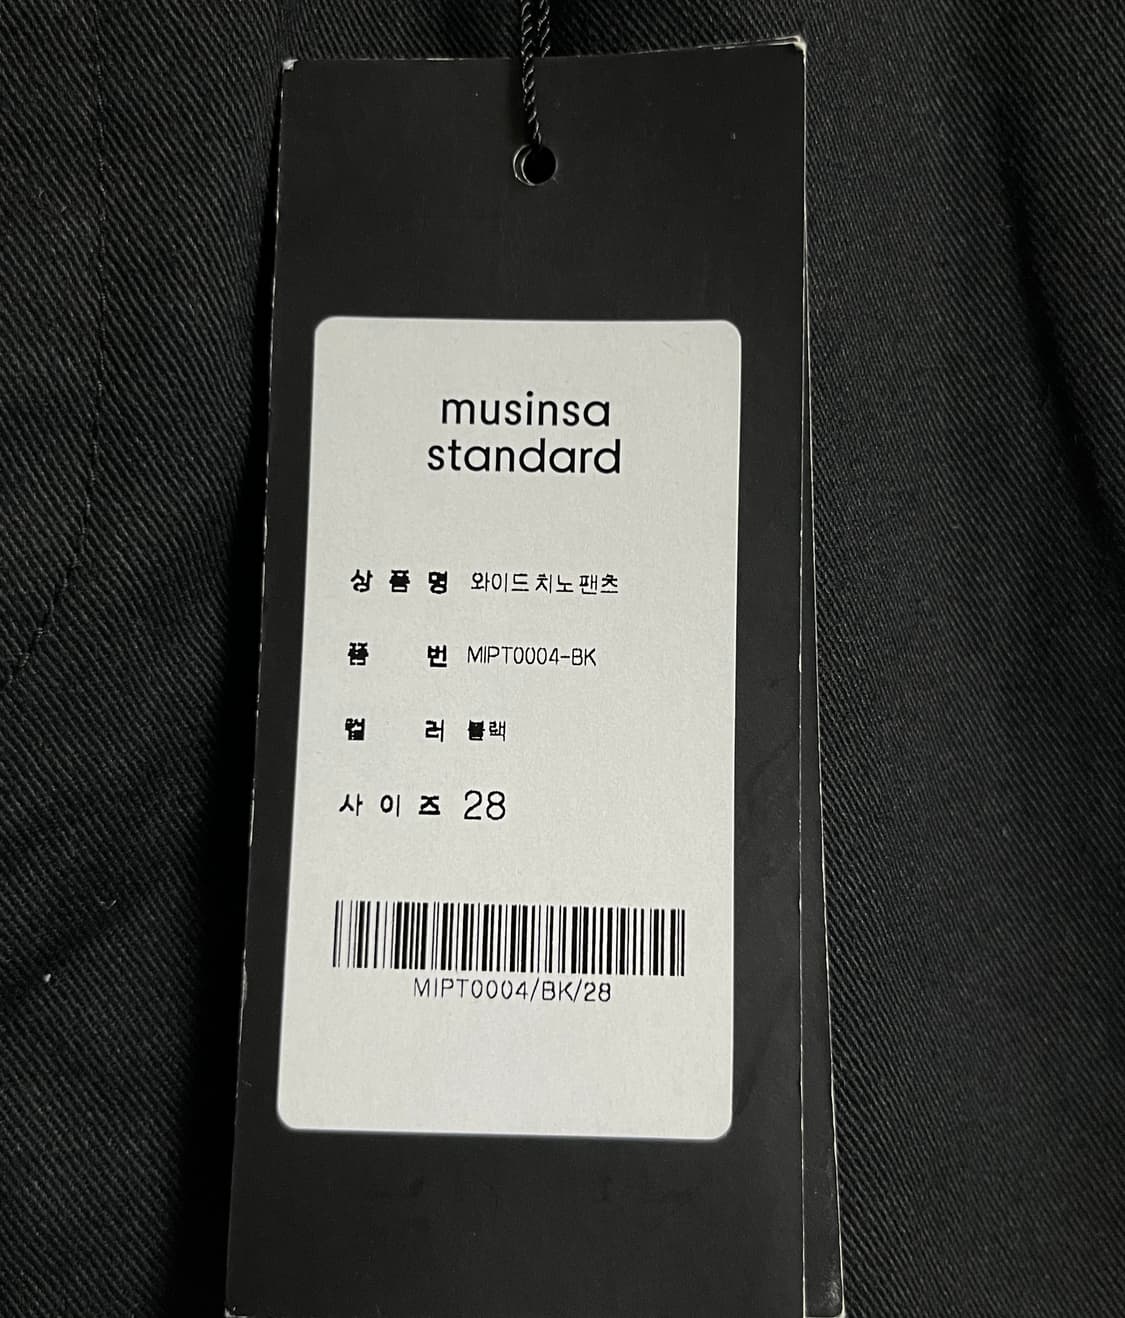 musinsa
standard
상 품 명 와이드 치노 팬츠
품 번 MIPT0004-BK
컬 러 블랙
사 이 즈 28
MIPT0004/BK/28